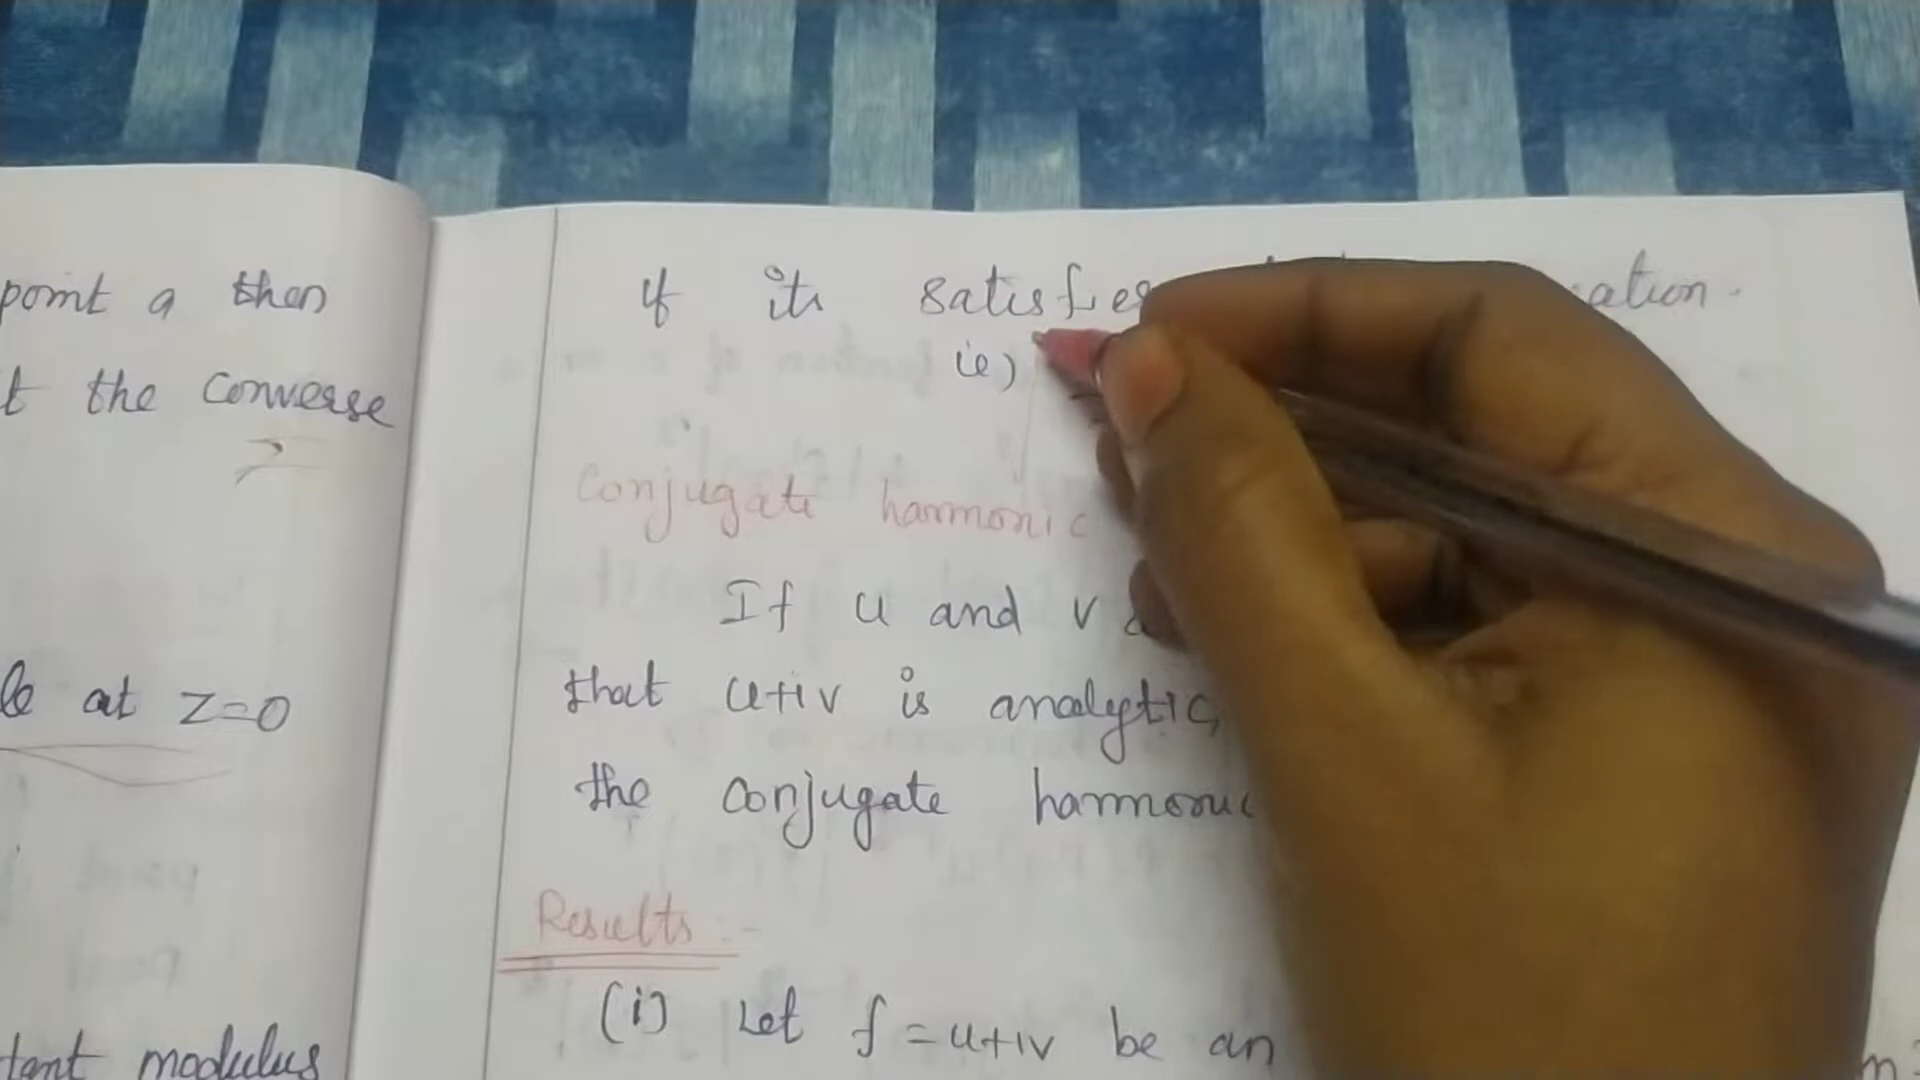 point a then
t the converse
le at z=0
tant modulus
if its satisfies
ie)
Conjugate harmonic
If u and v
that u+iv is analytic,
the conjugate harmonic
Results :-
(i) Let f = u+iv be an